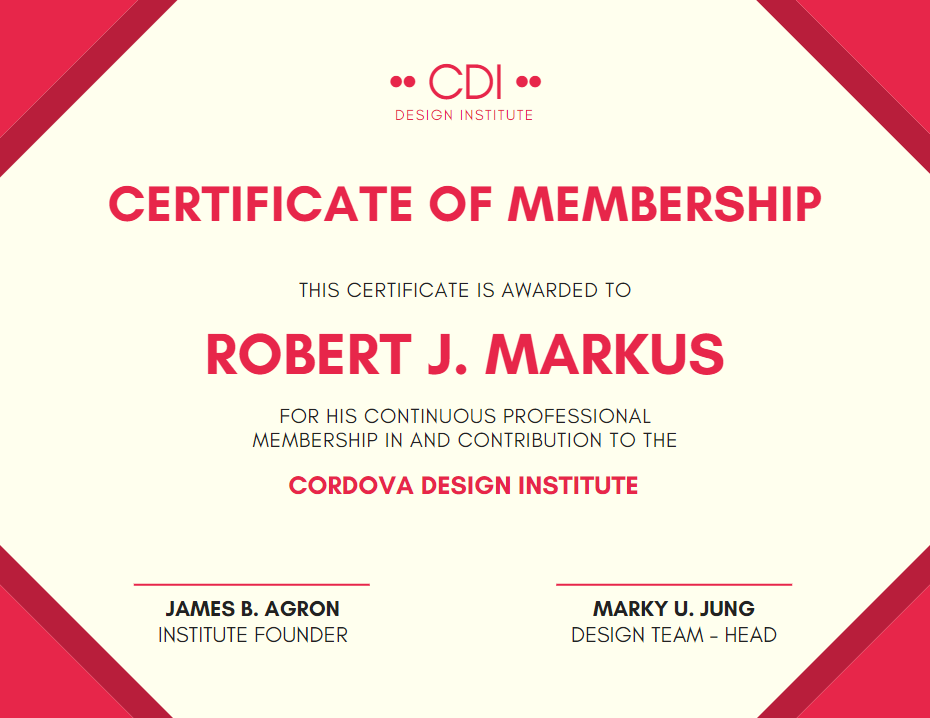 CDI
DESIGN INSTITUTE
CERTIFICATE OF MEMBERSHIP
THIS CERTIFICATE IS AWARDED TO
ROBERT J. MARKUS
FOR HIS CONTINUOUS PROFESSIONAL
MEMBERSHIP IN AND CONTRIBUTION TO THE
CORDOVA DESIGN INSTITUTE
JAMES B. AGRON
INSTITUTE FOUNDER
MARKY U. JUNG
DESIGN TEAM - HEAD